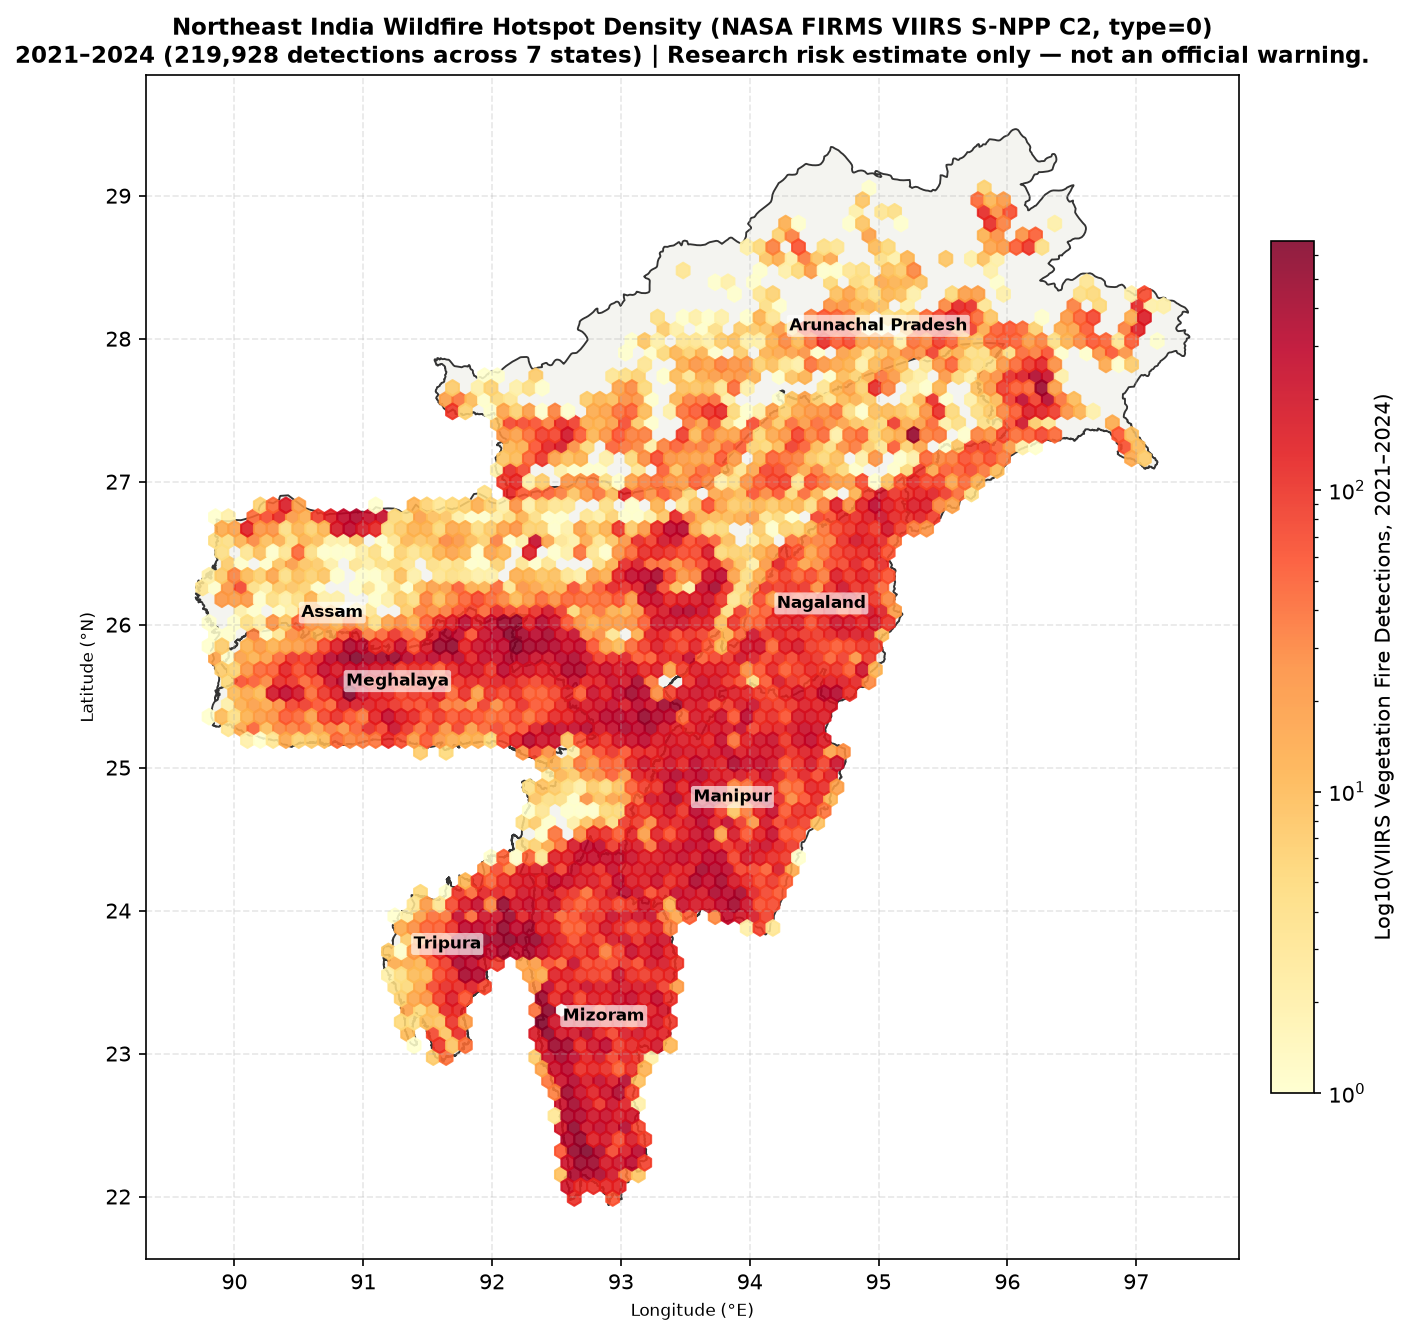 Northeast India Wildfire Hotspot Density (NASA FIRMS VIIRS S-NPP C2, type=0)
2021–2024 (219,928 detections across 7 states) | Research risk estimate only — not an official warning.
29
28
27
26
25
24
23
22
Latitude (°N)
Arunachal Pradesh
Nagaland
Assam
Meghalaya
Manipur
Tripura
Mizoram
90
91
92
93
94
95
96
97
Longitude (°E)
10²
10¹
10⁰
Log10(VIIRS Vegetation Fire Detections, 2021–2024)